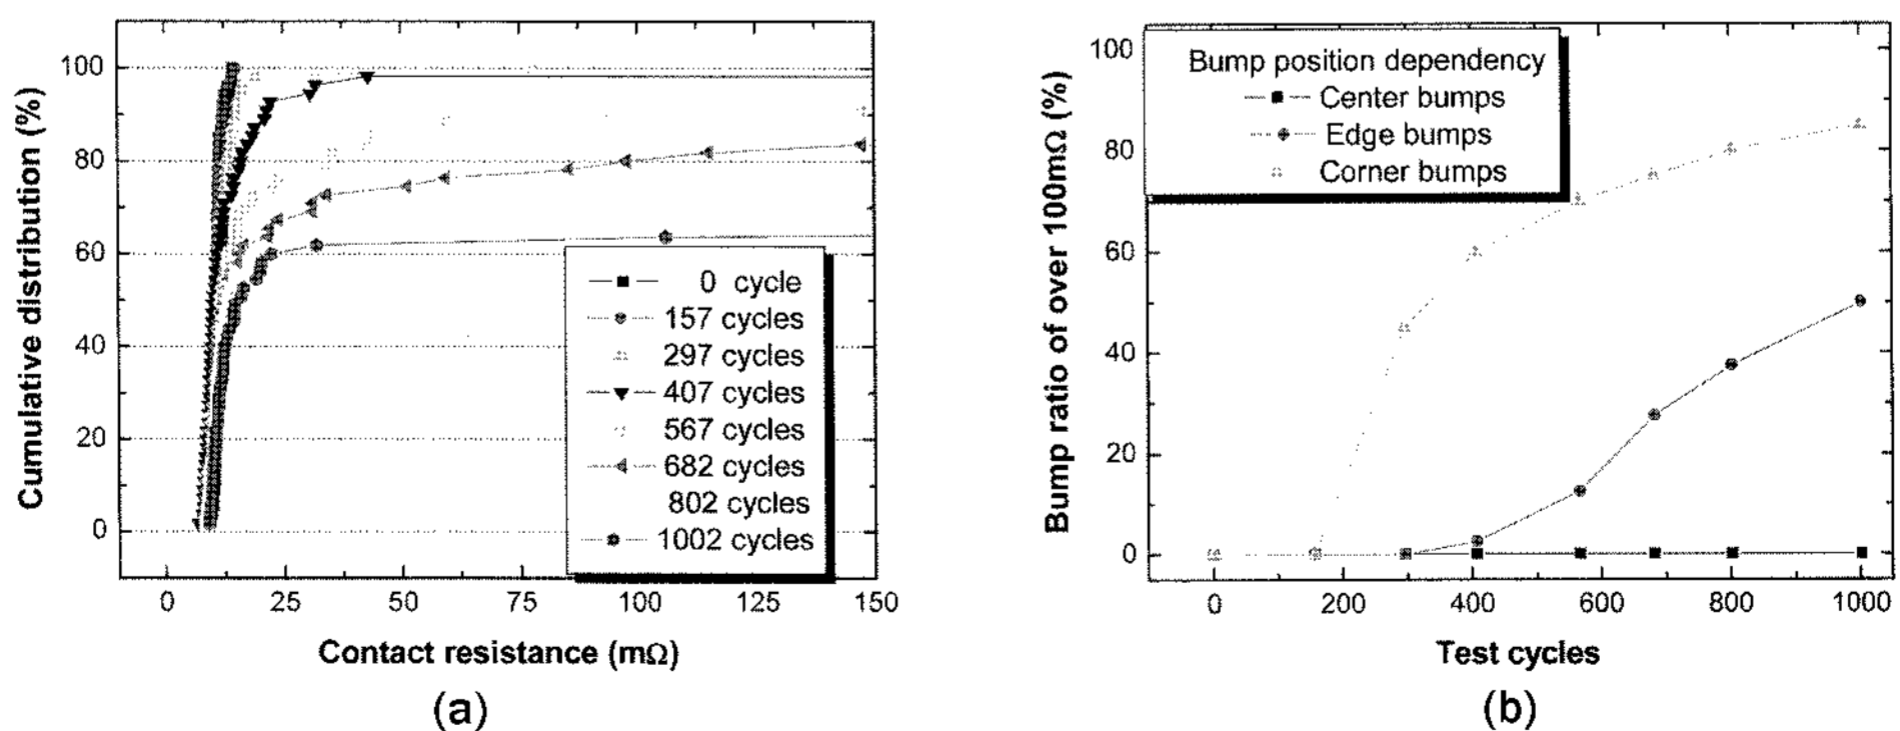 Cumulative distribution (%)
100
80
60
40
20
0
0 cycle
157 cycles
297 cycles
407 cycles
567 cycles
682 cycles
802 cycles
1002 cycles
0 25 50 75 100 125 150
Contact resistance (mΩ)
(a)
Bump ratio of over 100mΩ (%)
100
80
60
40
20
0
Bump position dependency
Center bumps
Edge bumps
Corner bumps
0 200 400 600 800 1000
Test cycles
(b)